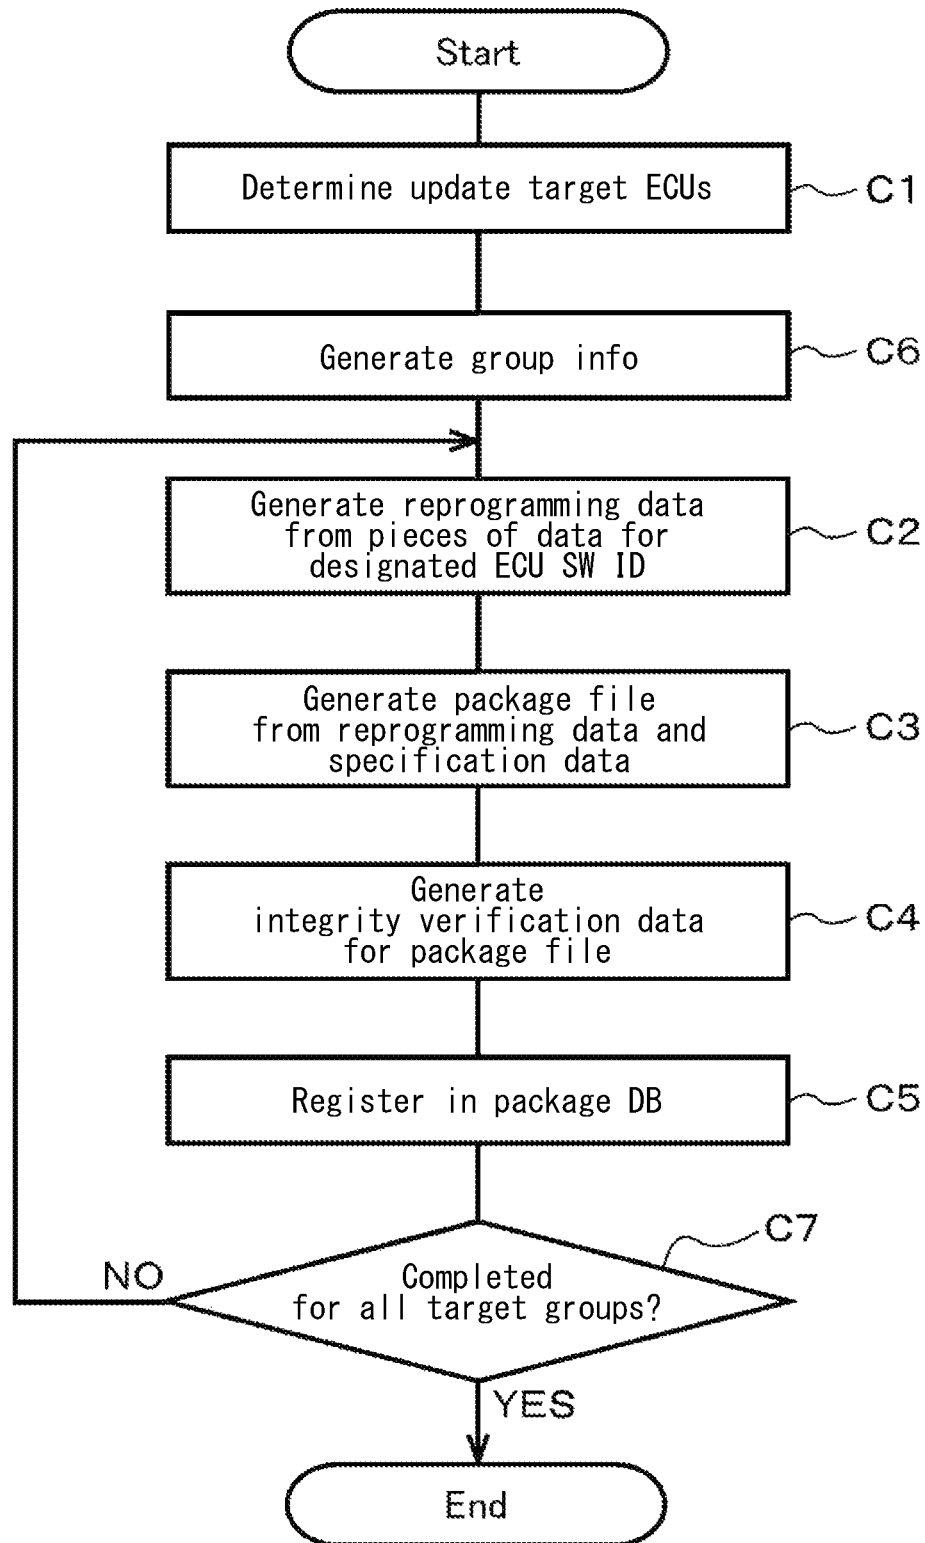 Start
Determine update target ECUs
C1
Generate group info
C6
Generate reprogramming data
from pieces of data for
designated ECU SW ID
C2
Generate package file
from reprogramming data and
specification data
C3
Generate
integrity verification data
for package file
C4
Register in package DB
C5
C7
NO
Completed
for all target groups?
YES
End